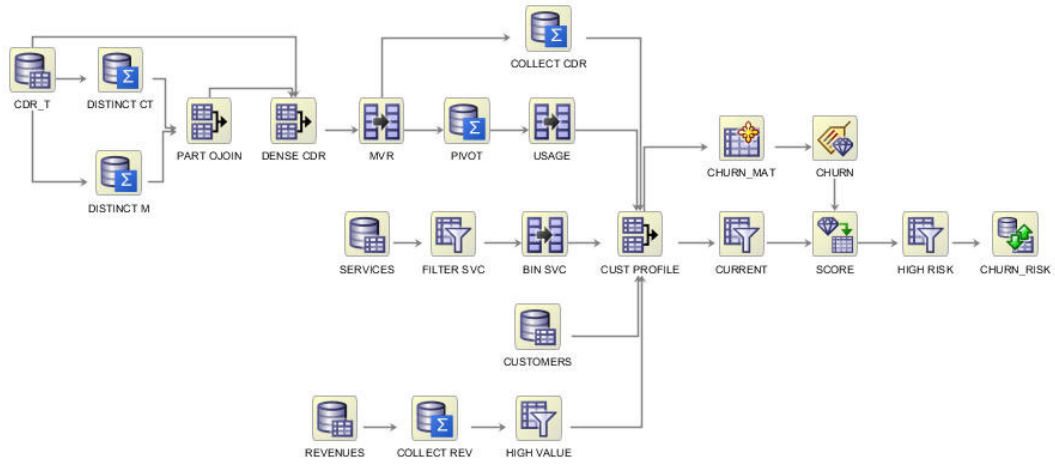 COLLECT CDR
CDR_T
DISTINCT CT
PART OJOIN
DENSE CDR
MVR
PIVOT
USAGE
CHURN_MAT
CHURN
DISTINCT M
SERVICES
FILTER SVC
BIN SVC
CUST PROFILE
CURRENT
SCORE
HIGH RISK
CHURN_RISK
CUSTOMERS
REVENUES
COLLECT REV
HIGH VALUE